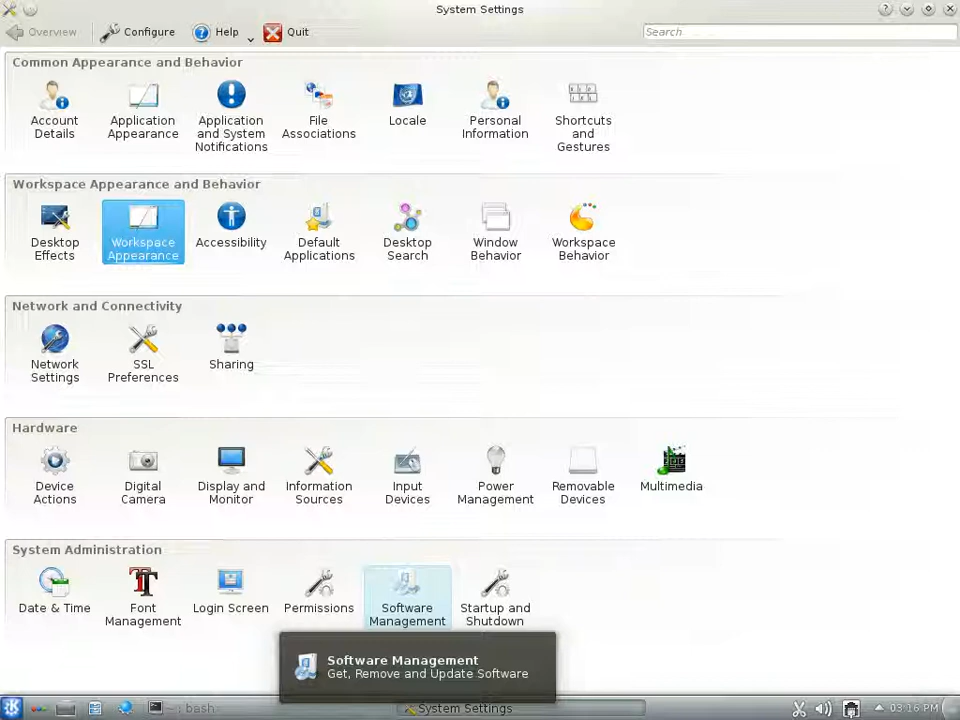 System Settings
Overview
Configure
Help
Quit
Search
Common Appearance and Behavior
Account Details
Application Appearance
Application and System Notifications
File Associations
Locale
Personal Information
Shortcuts and Gestures
Workspace Appearance and Behavior
Desktop Effects
Workspace Appearance
Accessibility
Default Applications
Desktop Search
Window Behavior
Workspace Behavior
Network and Connectivity
Network Settings
SSL Preferences
Sharing
Hardware
Device Actions
Digital Camera
Display and Monitor
Information Sources
Input Devices
Power Management
Removable Devices
Multimedia
System Administration
Date & Time
Font Management
Login Screen
Permissions
Software Management
Startup and Shutdown
Software Management
Get, Remove and Update Software
~ : bash
System Settings
03:16 PM